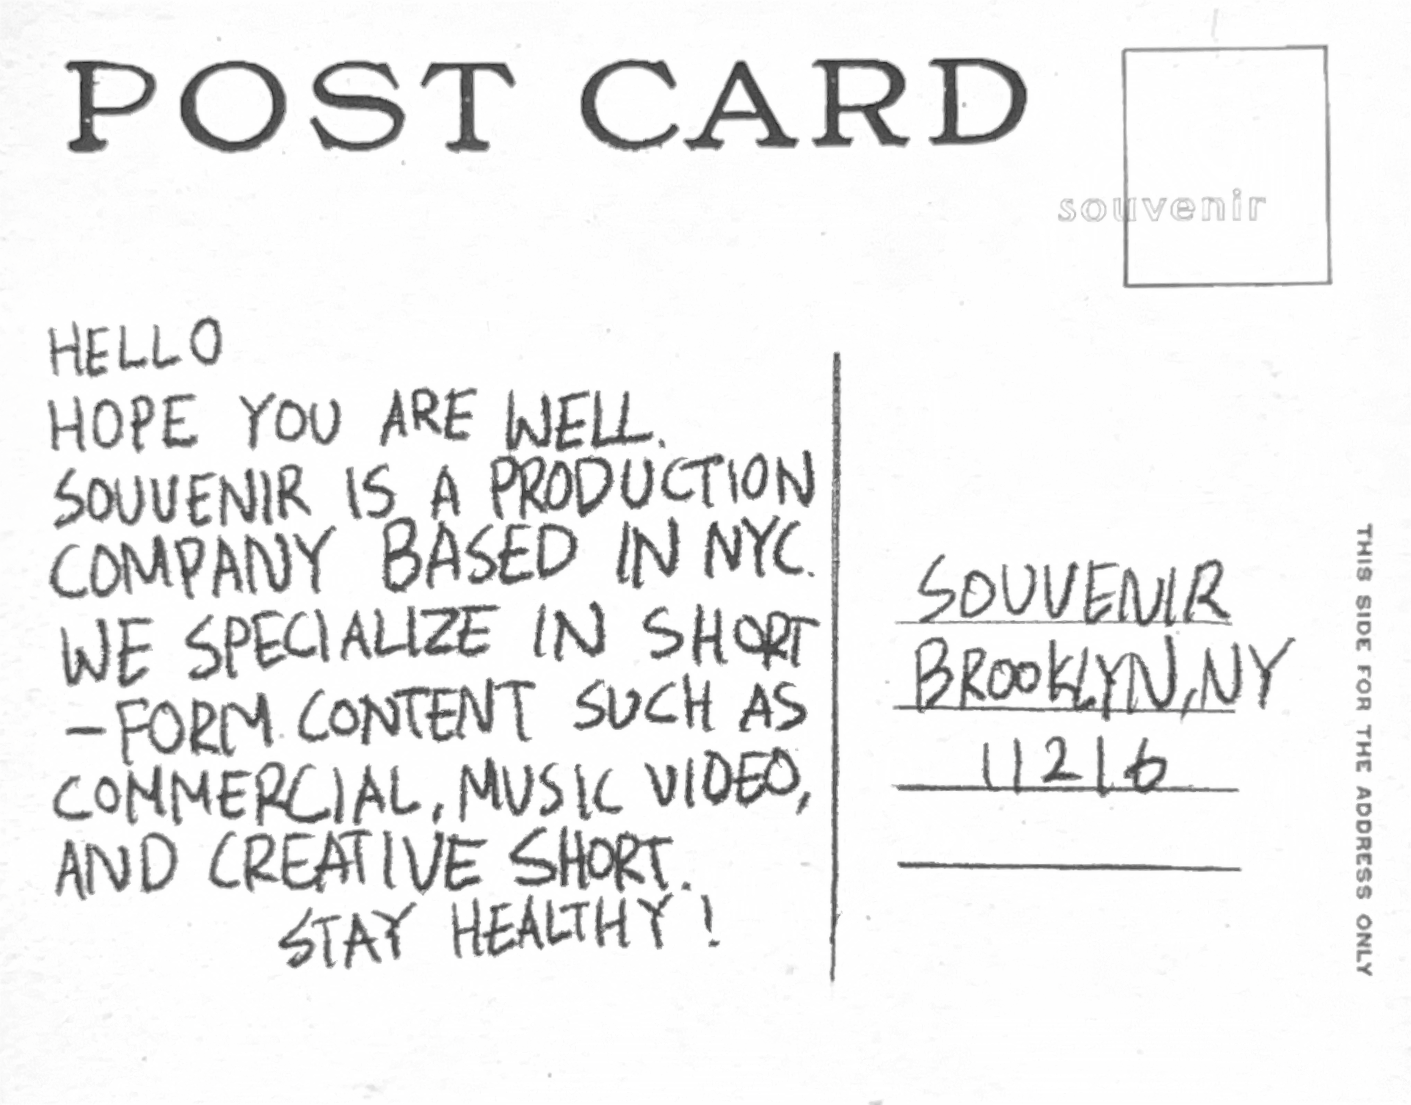 POST CARD
souvenir
HELLO
HOPE YOU ARE WELL.
SOUVENIR IS A PRODUCTION
COMPANY BASED IN NYC.
WE SPECIALIZE IN SHORT
-FORM CONTENT SUCH AS
COMMERCIAL, MUSIC VIDEO,
AND CREATIVE SHORT.
STAY HEALTHY!
SOUVENIR
BROOKLYN, NY
11216
THIS SIDE FOR THE ADDRESS ONLY